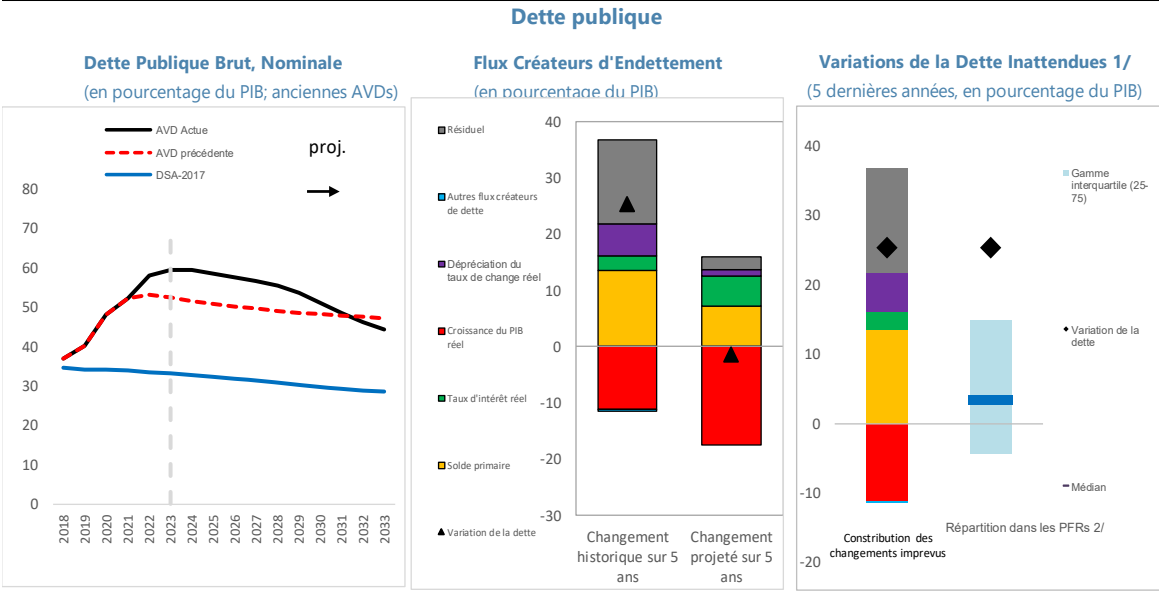 Dette publique
Dette Publique Brut, Nominale
(en pourcentage du PIB; anciennes AVDs)
AVD Actue
AVD précédente
DSA-2017
proj.
80
70
60
50
40
30
20
10
0
2018
2019
2020
2021
2022
2023
2024
2025
2026
2027
2028
2029
2030
2031
2032
2033
Flux Créateurs d'Endettement
(en pourcentage du PIB)
Résiduel
Autres flux créateurs
de dette
Dépréciation du
taux de change réel
Croissance du PIB
réel
Taux d'intérêt réel
Solde primaire
Variation de la dette
40
30
20
10
0
-10
-20
-30
Changement
historique sur 5
ans
Changement
projeté sur 5
ans
Variations de la Dette Inattendues 1/
(5 dernières années, en pourcentage du PIB)
40
30
20
10
0
-10
-20
Gamme
interquartile (25-
75)
Variation de la
dette
Médian
Constribution des
changements imprevus
Répartition dans les PFRs 2/